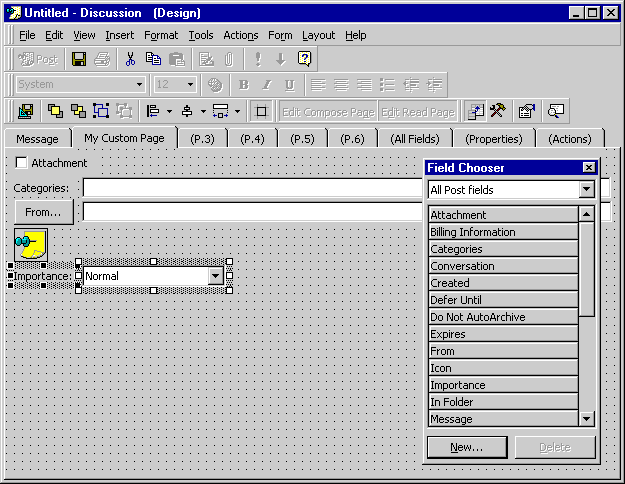 Untitled - Discussion (Design)
File Edit View Insert Format Tools Actions Form Layout Help
Post
System 12 B I U
Edit Compose Page Edit Read Page
Message My Custom Page (P.3) (P.4) (P.5) (P.6) (All Fields) (Properties) (Actions)
Attachment
Categories:
From...
Importance: Normal
Field Chooser
All Post fields
Attachment
Billing Information
Categories
Conversation
Created
Defer Until
Do Not AutoArchive
Expires
From
Icon
Importance
In Folder
Message
New... Delete